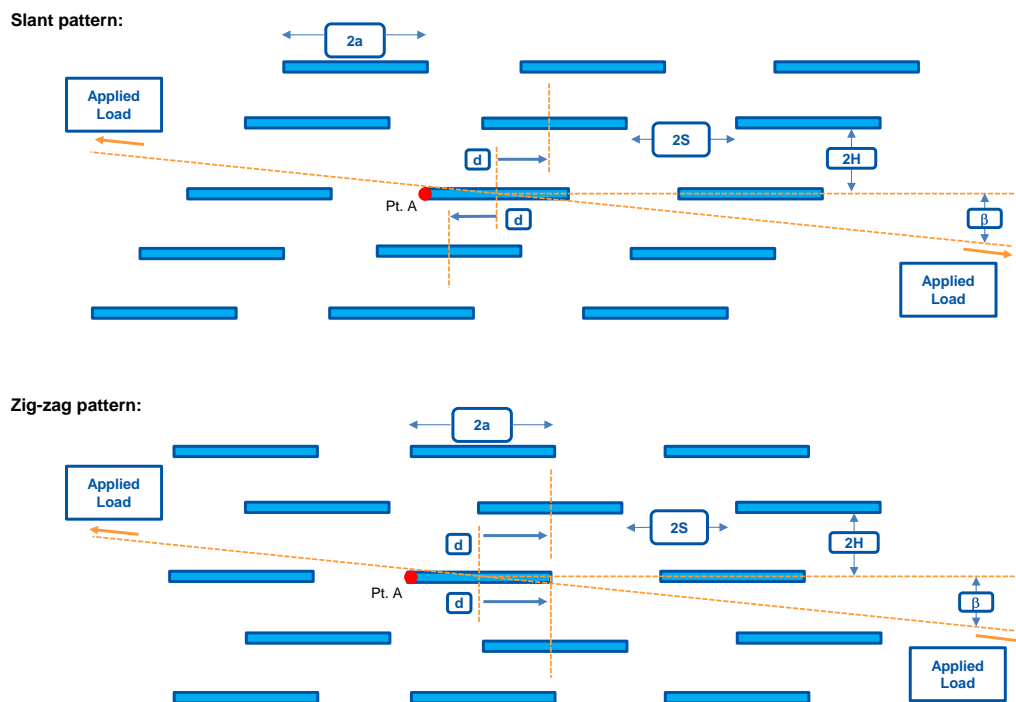 Slant pattern:
2a
Applied
Load
2S
d
2H
Pt. A
d
β
Applied
Load
Zig-zag pattern:
2a
Applied
Load
2S
d
2H
Pt. A
d
β
Applied
Load